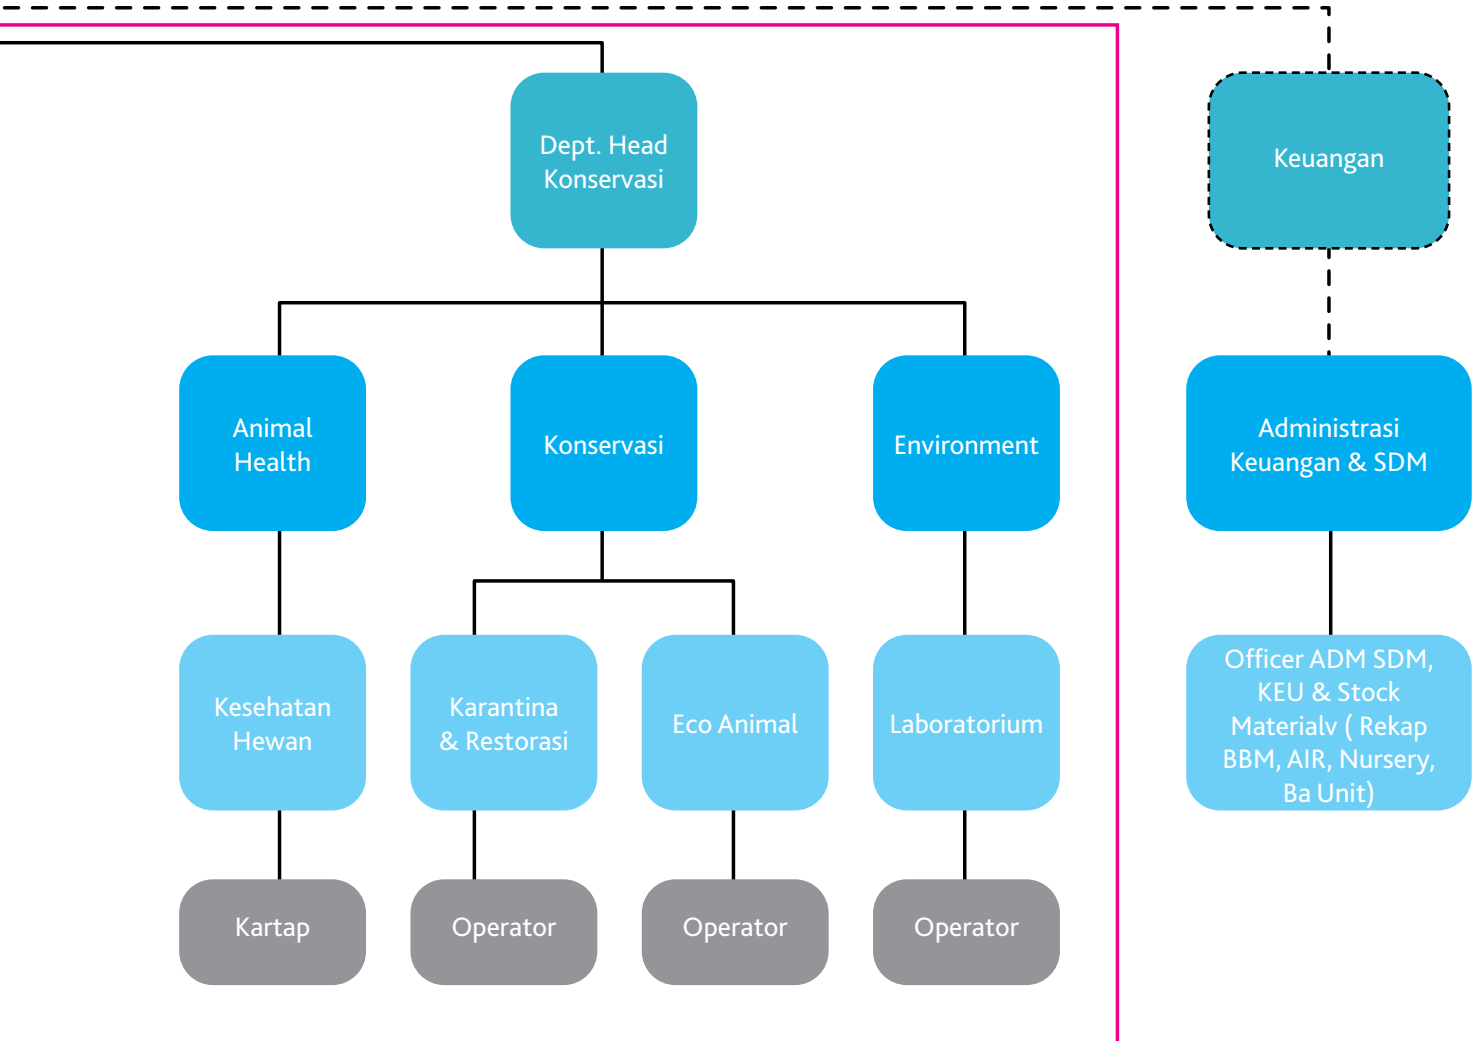 Dept. Head
Konservasi
Keuangan
Animal
Health
Konservasi
Environment
Administrasi
Keuangan & SDM
Kesehatan
Hewan
Karantina
& Restorasi
Eco Animal
Laboratorium
Officer ADM SDM,
KEU & Stock
Materialv ( Rekap
BBM, AIR, Nursery,
Ba Unit)
Kartap
Operator
Operator
Operator